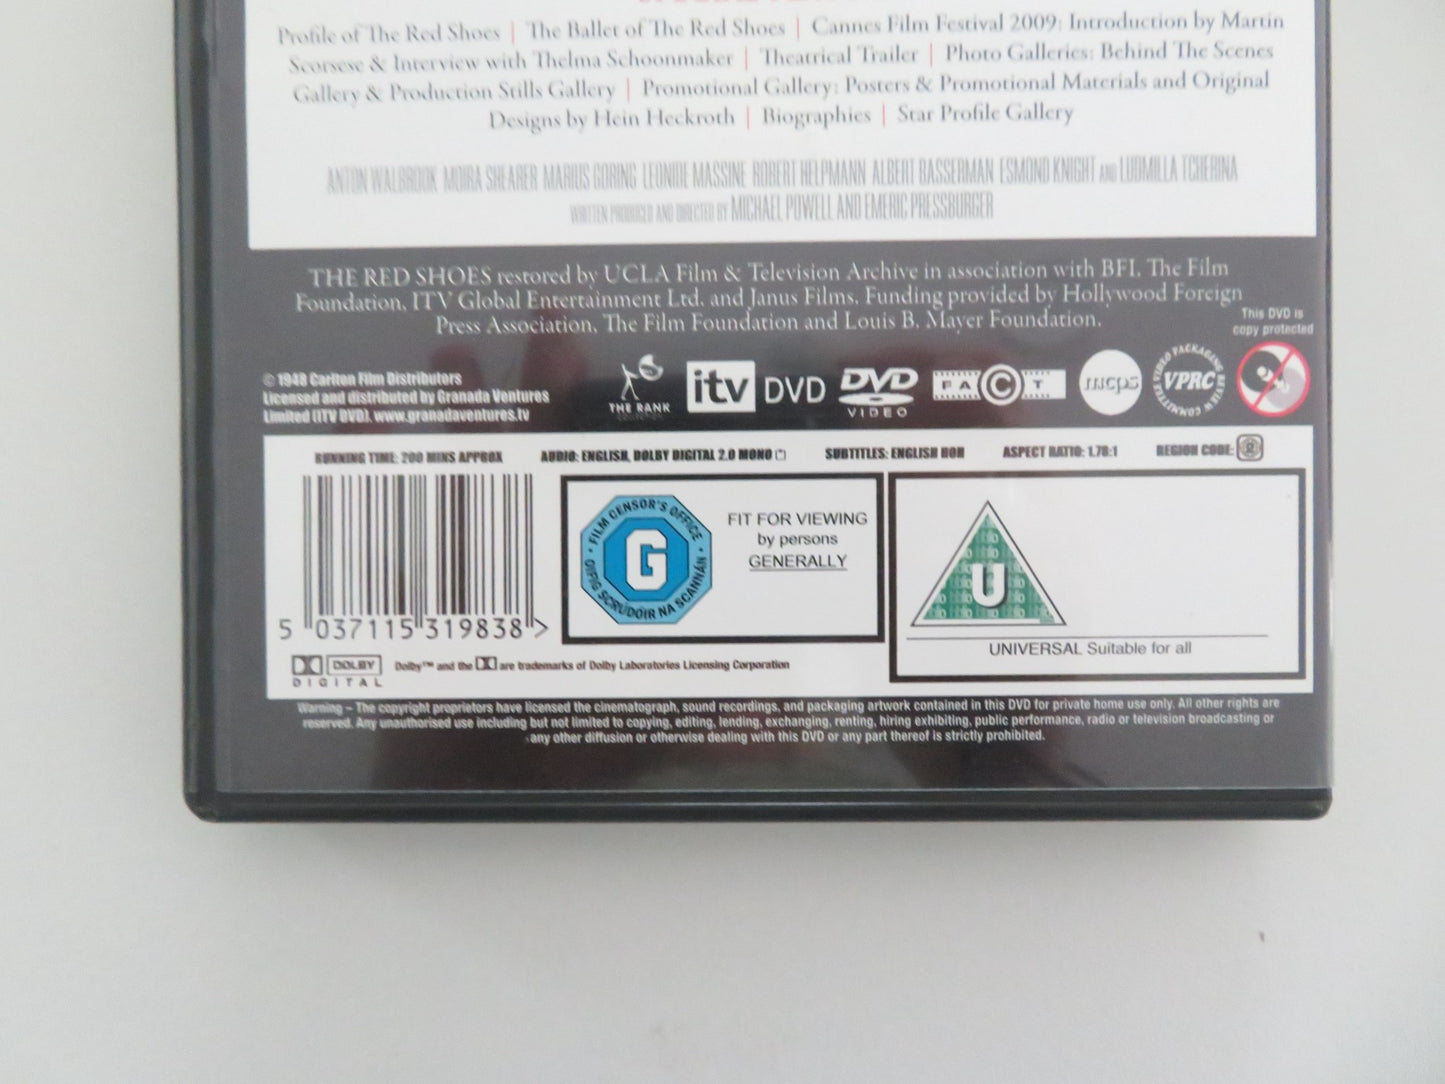 Profile of The Red Shoes | The Ballet of The Red Shoes | Cannes Film Festival 2009: Introduction by Martin
Scorsese & Interview with Thelma Schoonmaker | Theatrical Trailer | Photo Galleries: Behind The Scenes
Gallery & Production Stills Gallery | Promotional Gallery: Posters & Promotional Materials and Original
Designs by Hein Heckroth | Biographies | Star Profile Gallery
ANTON WALBROOK MOIRA SHEARER MARIUS GORING LEONIDE MASSINE ROBERT HELPMANN ALBERT BASSERMAN ESMOND KNIGHT AND LUDMILLA TCHERINA
WRITTEN PRODUCED AND DIRECTED BY MICHAEL POWELL AND EMERIC PRESSBURGER
THE RED SHOES restored by UCLA Film & Television Archive in association with BFI, The Film
Foundation, ITV Global Entertainment Ltd. and Janus Films. Funding provided by Hollywood Foreign
Press Association, The Film Foundation and Louis B. Mayer Foundation.
This DVD is
copy protected
© 1948 Carlton Film Distributors
Licensed and distributed by Granada Ventures
Limited (ITV DVD). www.granadaventures.tv
THE RANK
COLLECTION
itv DVD
DVD
VIDEO
FA©T
mcps
VIDEO PACKAGING REVIEW COMMITTEE
VPRC
RUNNING TIME: 200 MINS APPROX
AUDIO: ENGLISH, DOLBY DIGITAL 2.0 MONO
SUBTITLES: ENGLISH HOH
ASPECT RATIO: 1.78:1
REGION CODE: 2
5 037115 319838 >
FILM CENSOR'S OFFICE
G
OIFIG SCRÚDÓIR NA SCANNÁN
FIT FOR VIEWING
by persons
GENERALLY
U
UNIVERSAL Suitable for all
DOLBY
DIGITAL
Dolby™ and the are trademarks of Dolby Laboratories Licensing Corporation
Warning – The copyright proprietors have licensed the cinematograph, sound recordings, and packaging artwork contained in this DVD for private home use only. All other rights are
reserved. Any unauthorised use including but not limited to copying, editing, lending, exchanging, renting, hiring exhibiting, public performance, radio or television broadcasting or
any other diffusion or otherwise dealing with this DVD or any part thereof is strictly prohibited.